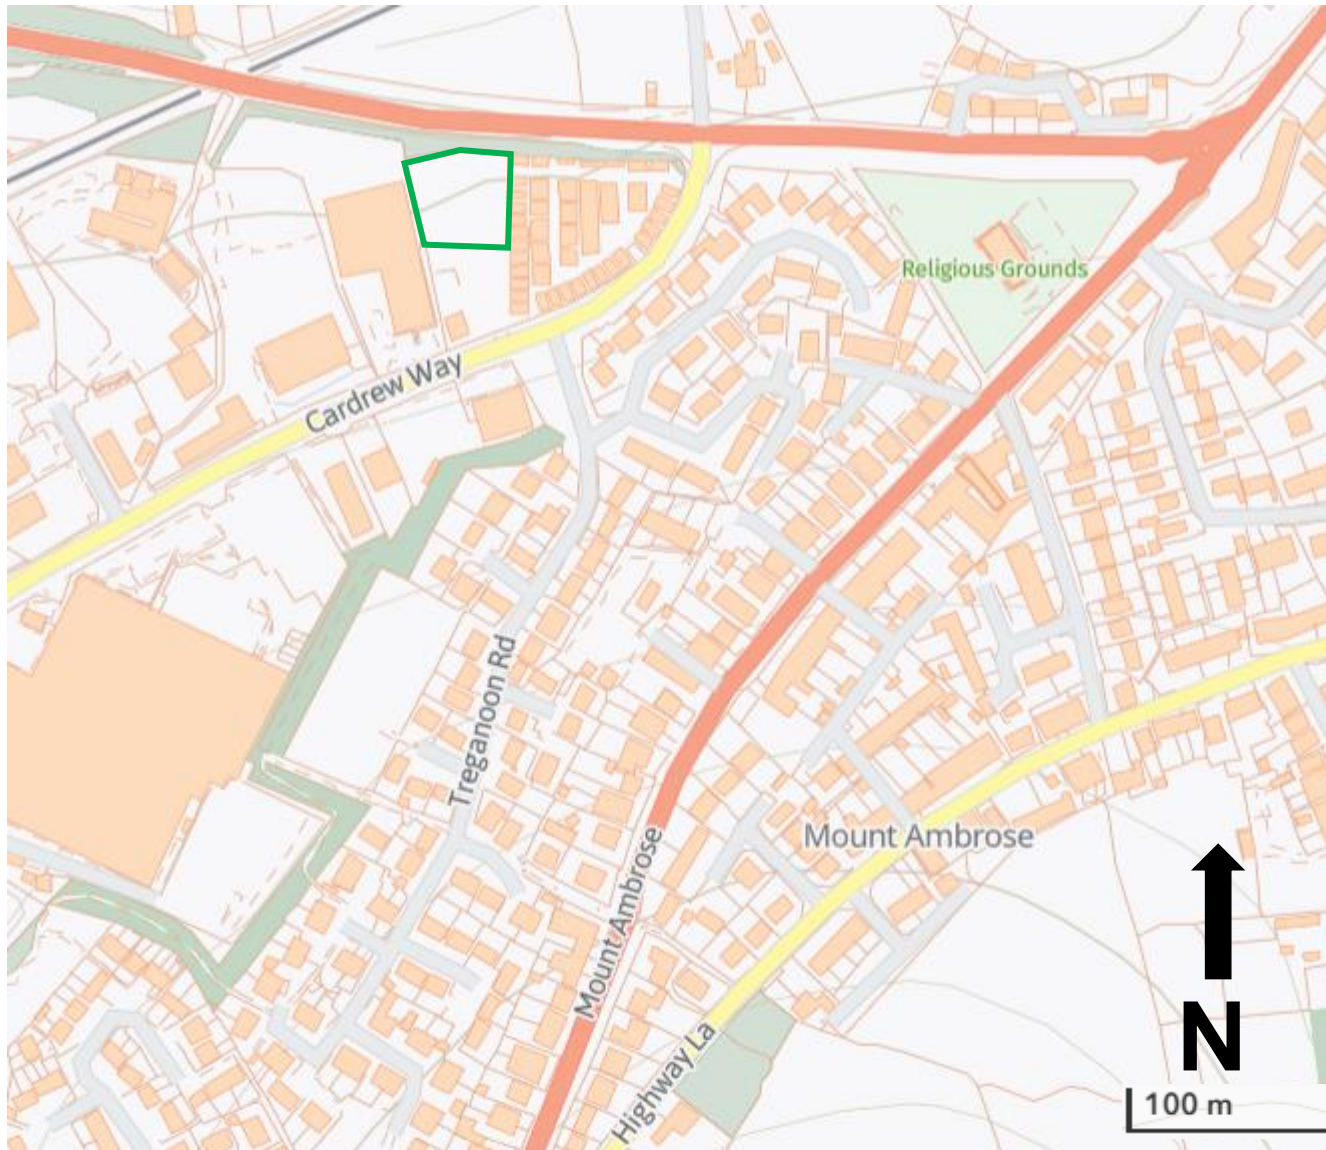 Religious Grounds
Cardrew Way
Treganoon Rd
Mount Ambrose
Mount Ambrose
Highway La
N
100 m